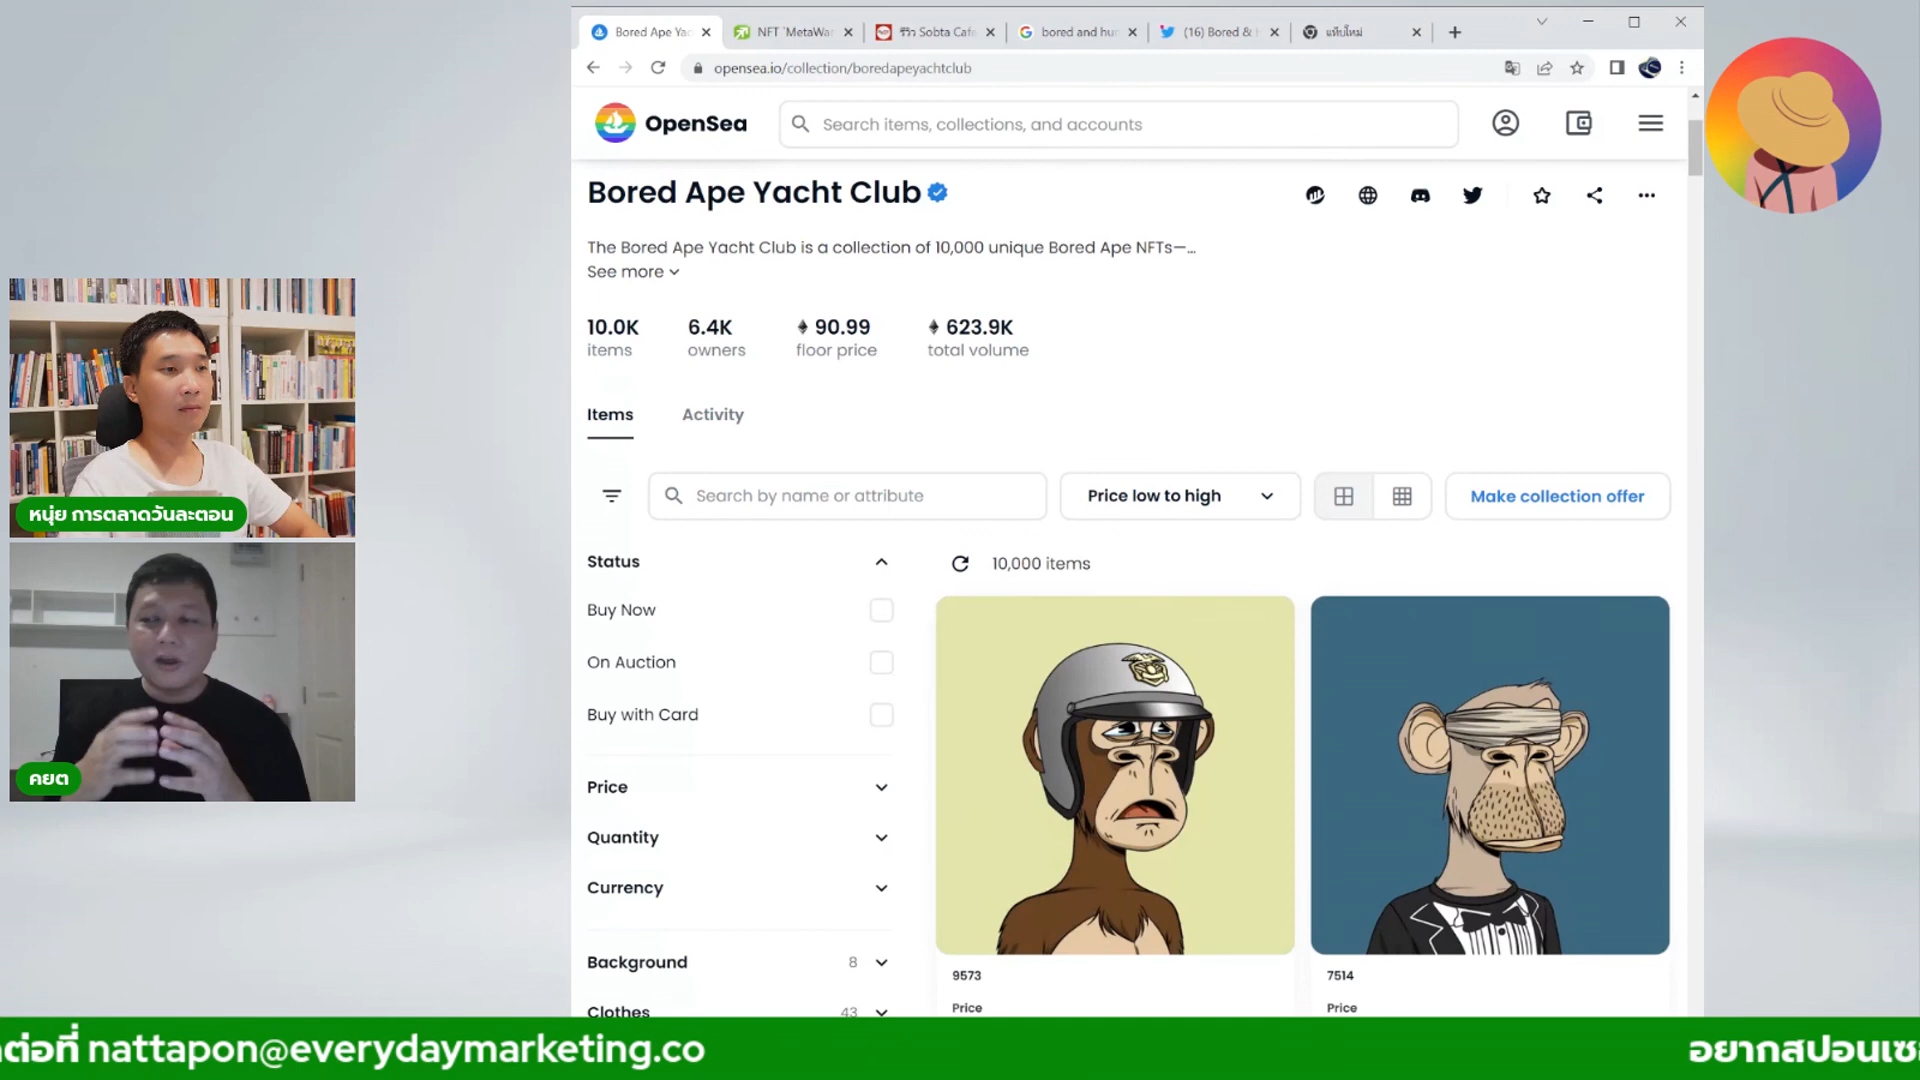 Bored Ape Yac
NFT 'MetaWar
รีวิว Sobta Cafe
bored and hu
(16) Bored &
แท็บใหม่
opensea.io/collection/boredapeyachtclub
OpenSea
Search items, collections, and accounts
Bored Ape Yacht Club
The Bored Ape Yacht Club is a collection of 10,000 unique Bored Ape NFTs—...
See more
10.0K
6.4K
90.99
623.9K
items
owners
floor price
total volume
Items
Activity
Search by name or attribute
Price low to high
Make collection offer
Status
10,000 items
Buy Now
On Auction
Buy with Card
Price
Quantity
Currency
Background
8
Clothes
43
9573
7514
Price
Price
หนุ่ย การตลาดวันละตอน
คยต
ต่อที่ nattapon@everydaymarketing.co
อยากสปอนเซ